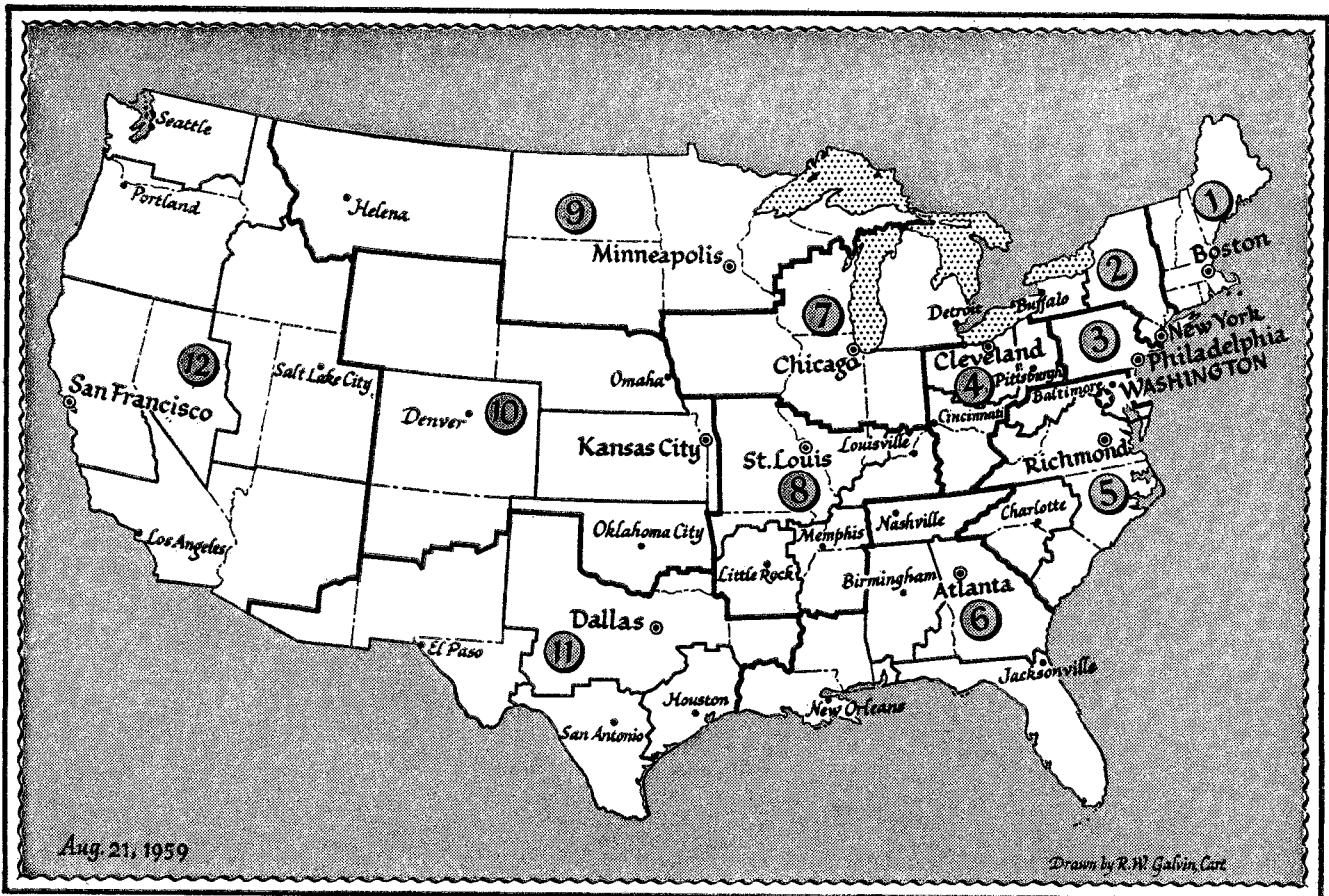 Seattle
Portland
Helena
9
Minneapolis
1
Boston
2
Buffalo
Detroit
7
Chicago
3
New York
Philadelphia
WASHINGTON
Cleveland
Pittsburgh
4
Baltimore
Cincinnati
12
Salt Lake City
Omaha
San Francisco
Denver
10
Kansas City
St. Louis
Louisville
Richmond
8
5
Los Angeles
Oklahoma City
Memphis
Nashville
Charlotte
Little Rock
Birmingham
Atlanta
6
Dallas
11
El Paso
Houston
San Antonio
New Orleans
Jacksonville
Aug. 21, 1959
Drawn by R.W. Galvin, Cart.